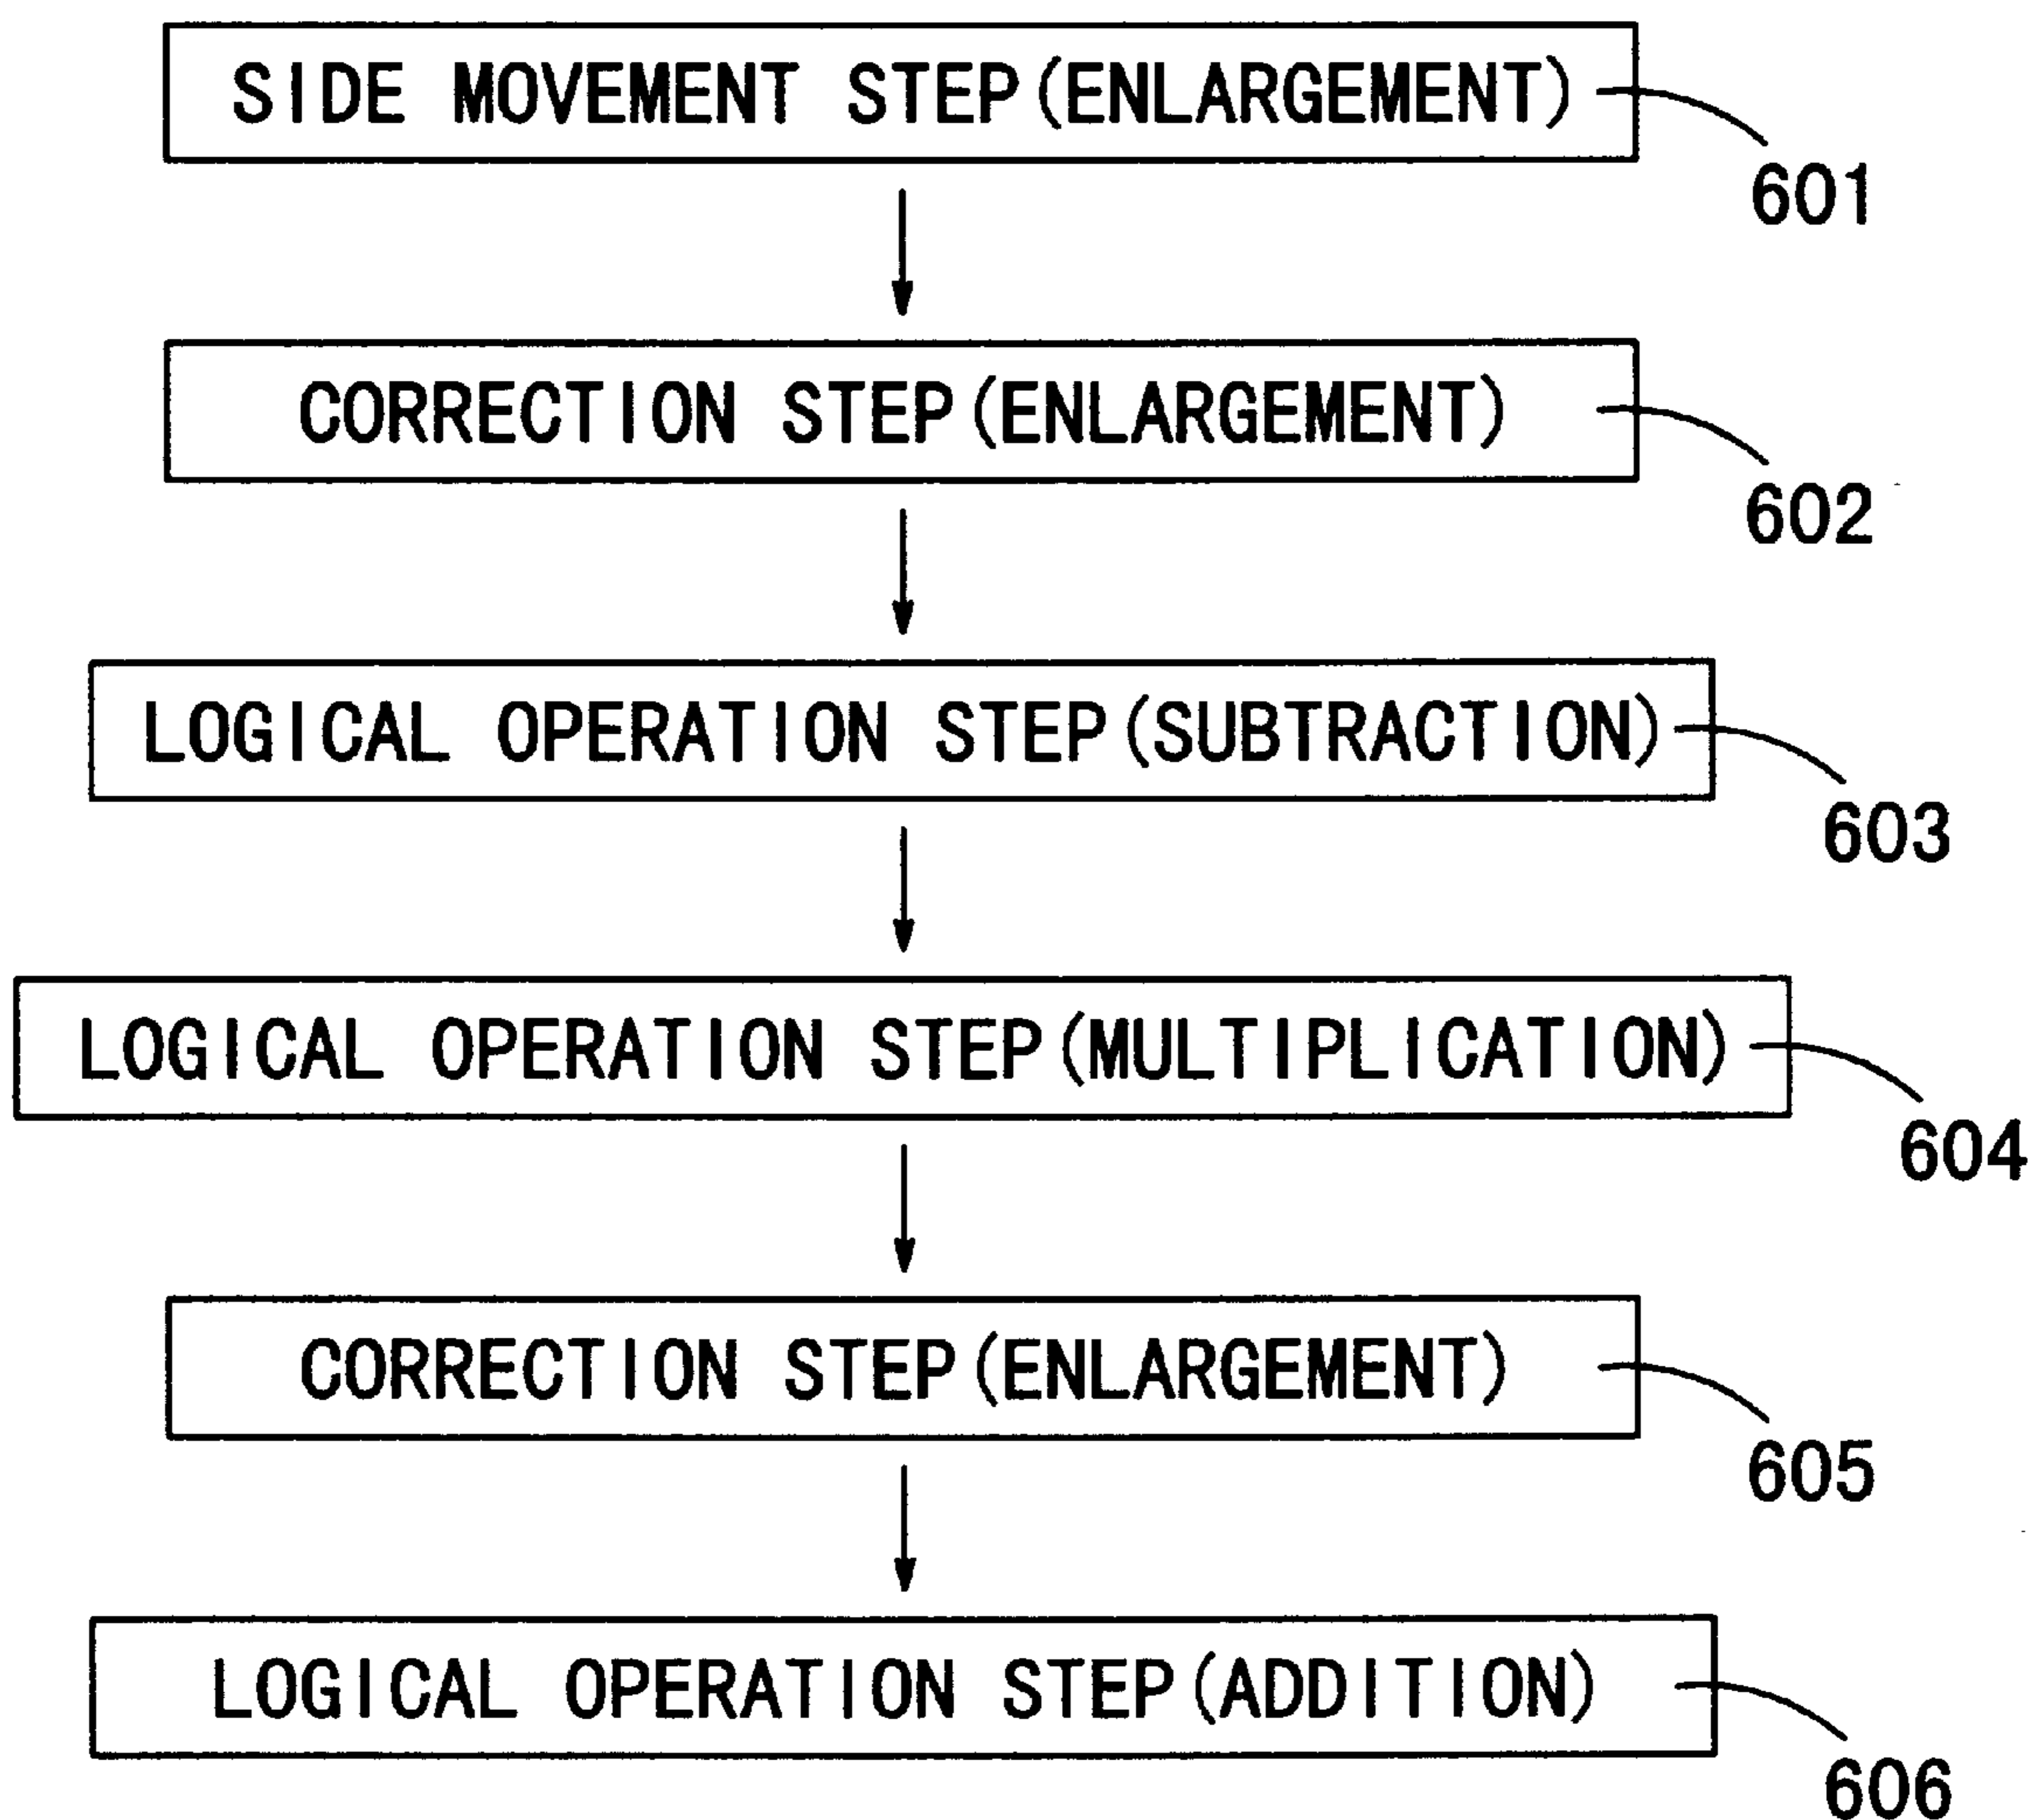 SIDE MOVEMENT STEP(ENLARGEMENT)
601
CORRECTION STEP(ENLARGEMENT)
602
LOGICAL OPERATION STEP(SUBTRACTION)
603
LOGICAL OPERATION STEP(MULTIPLICATION)
604
CORRECTION STEP(ENLARGEMENT)
605
LOGICAL OPERATION STEP(ADDITION)
606